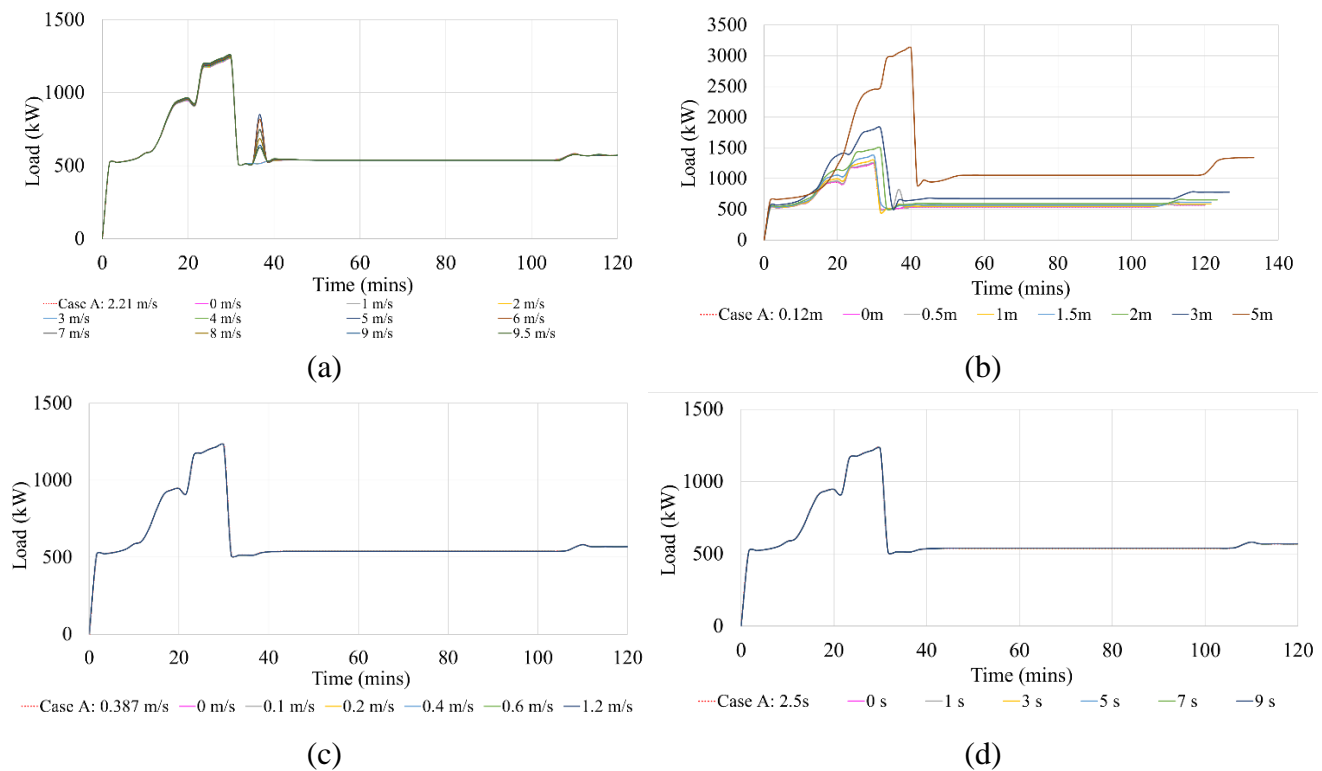 1500
1000
500
0
Load (kW)
0 20 40 60 80 100 120
Time (mins)
Case A: 2.21 m/s 0 m/s 1 m/s 2 m/s
3 m/s 4 m/s 5 m/s 6 m/s
7 m/s 8 m/s 9 m/s 9.5 m/s
(a)
3500
3000
2500
2000
1500
1000
500
0
Load (kW)
0 20 40 60 80 100 120 140
Time (mins)
Case A: 0.12m 0m 0.5m 1m 1.5m 2m 3m 5m
(b)
1500
1000
500
0
Load (kW)
0 20 40 60 80 100 120
Time (mins)
Case A: 0.387 m/s 0 m/s 0.1 m/s 0.2 m/s 0.4 m/s 0.6 m/s 1.2 m/s
(c)
1500
1000
500
0
Load (kW)
0 20 40 60 80 100 120
Time (mins)
Case A: 2.5s 0 s 1 s 3 s 5 s 7 s 9 s
(d)